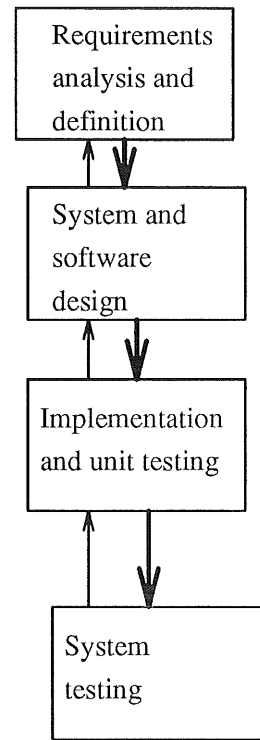 Requirements
analysis and
definition
System and
software
design
Implementation
and unit testing
System
testing